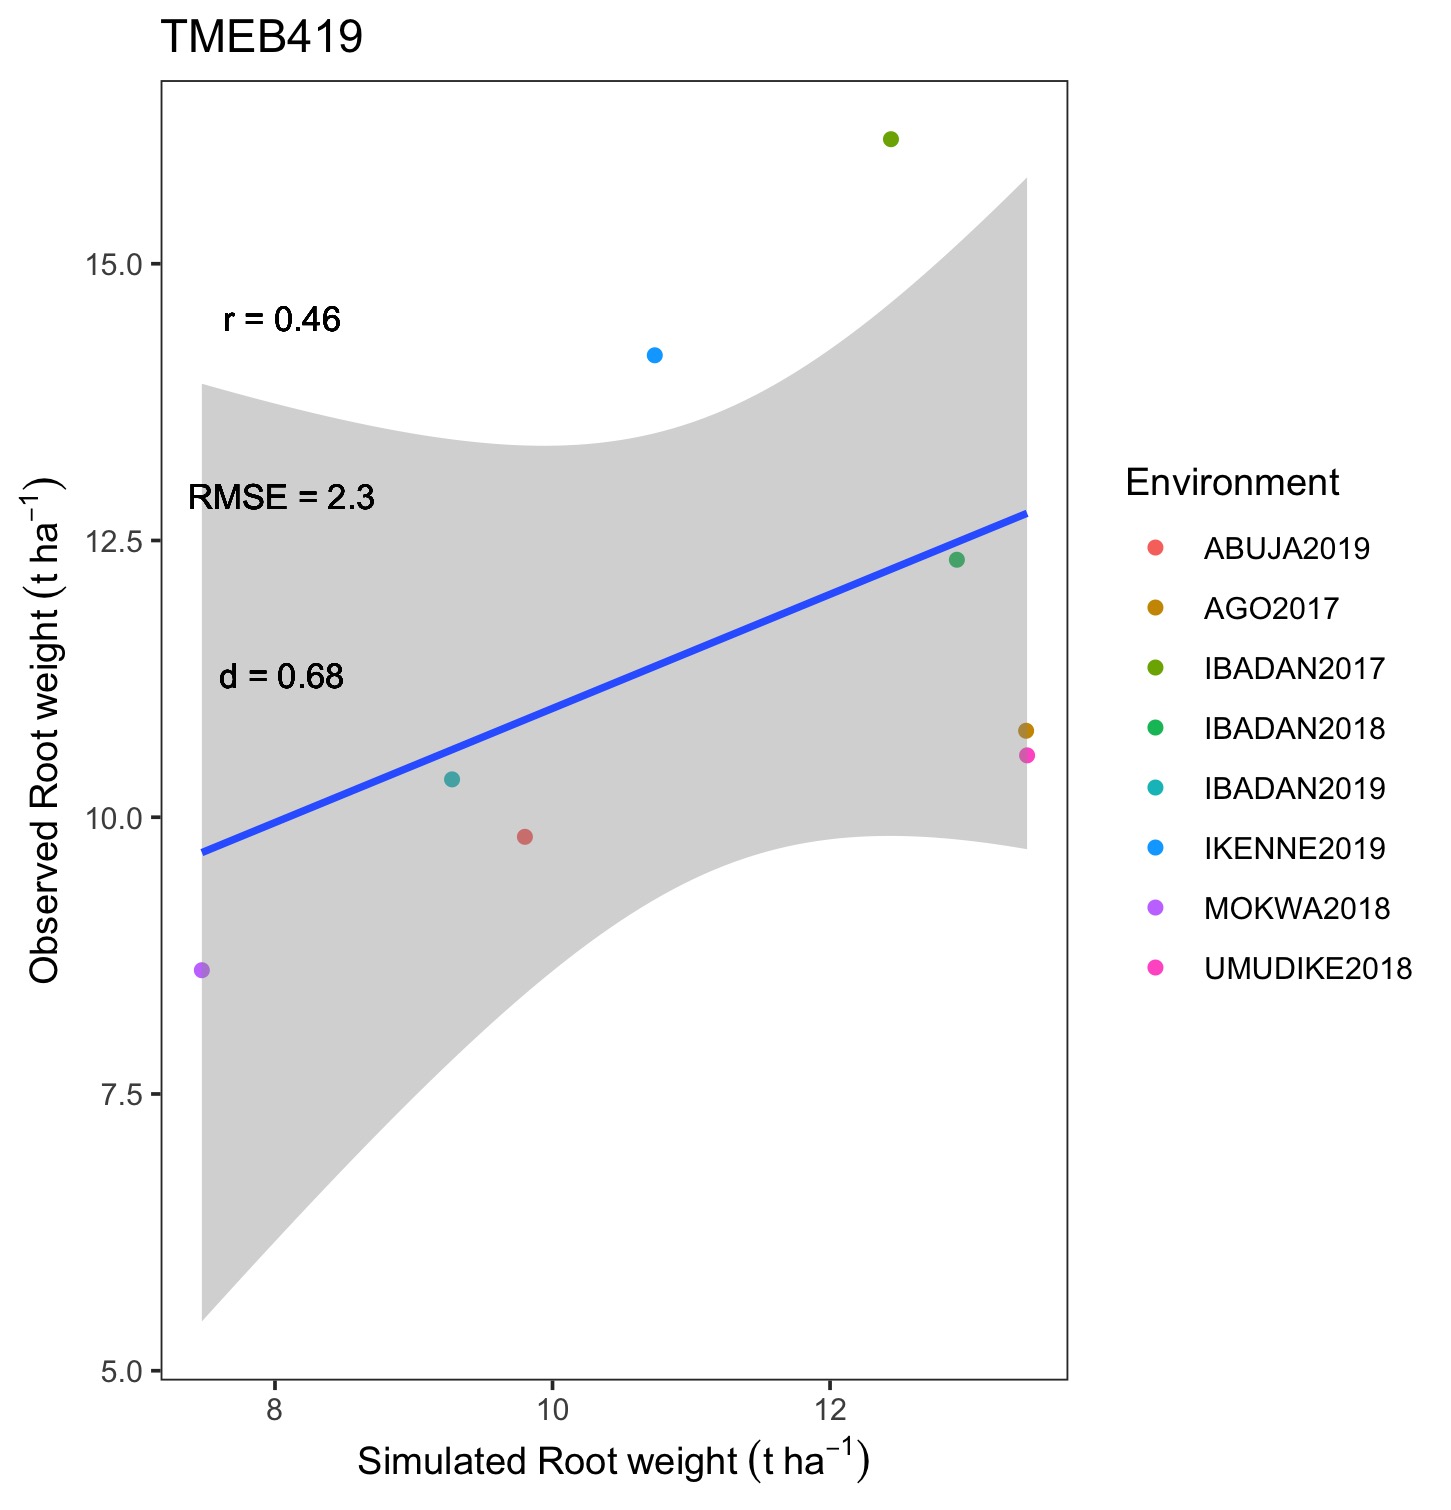 TMEB419
15.0
12.5
10.0
7.5
5.0
Observed Root weight (t ha⁻¹)
r = 0.46
RMSE = 2.3
d = 0.68
8 10 12
Simulated Root weight (t ha⁻¹)
Environment
ABUJA2019
AGO2017
IBADAN2017
IBADAN2018
IBADAN2019
IKENNE2019
MOKWA2018
UMUDIKE2018